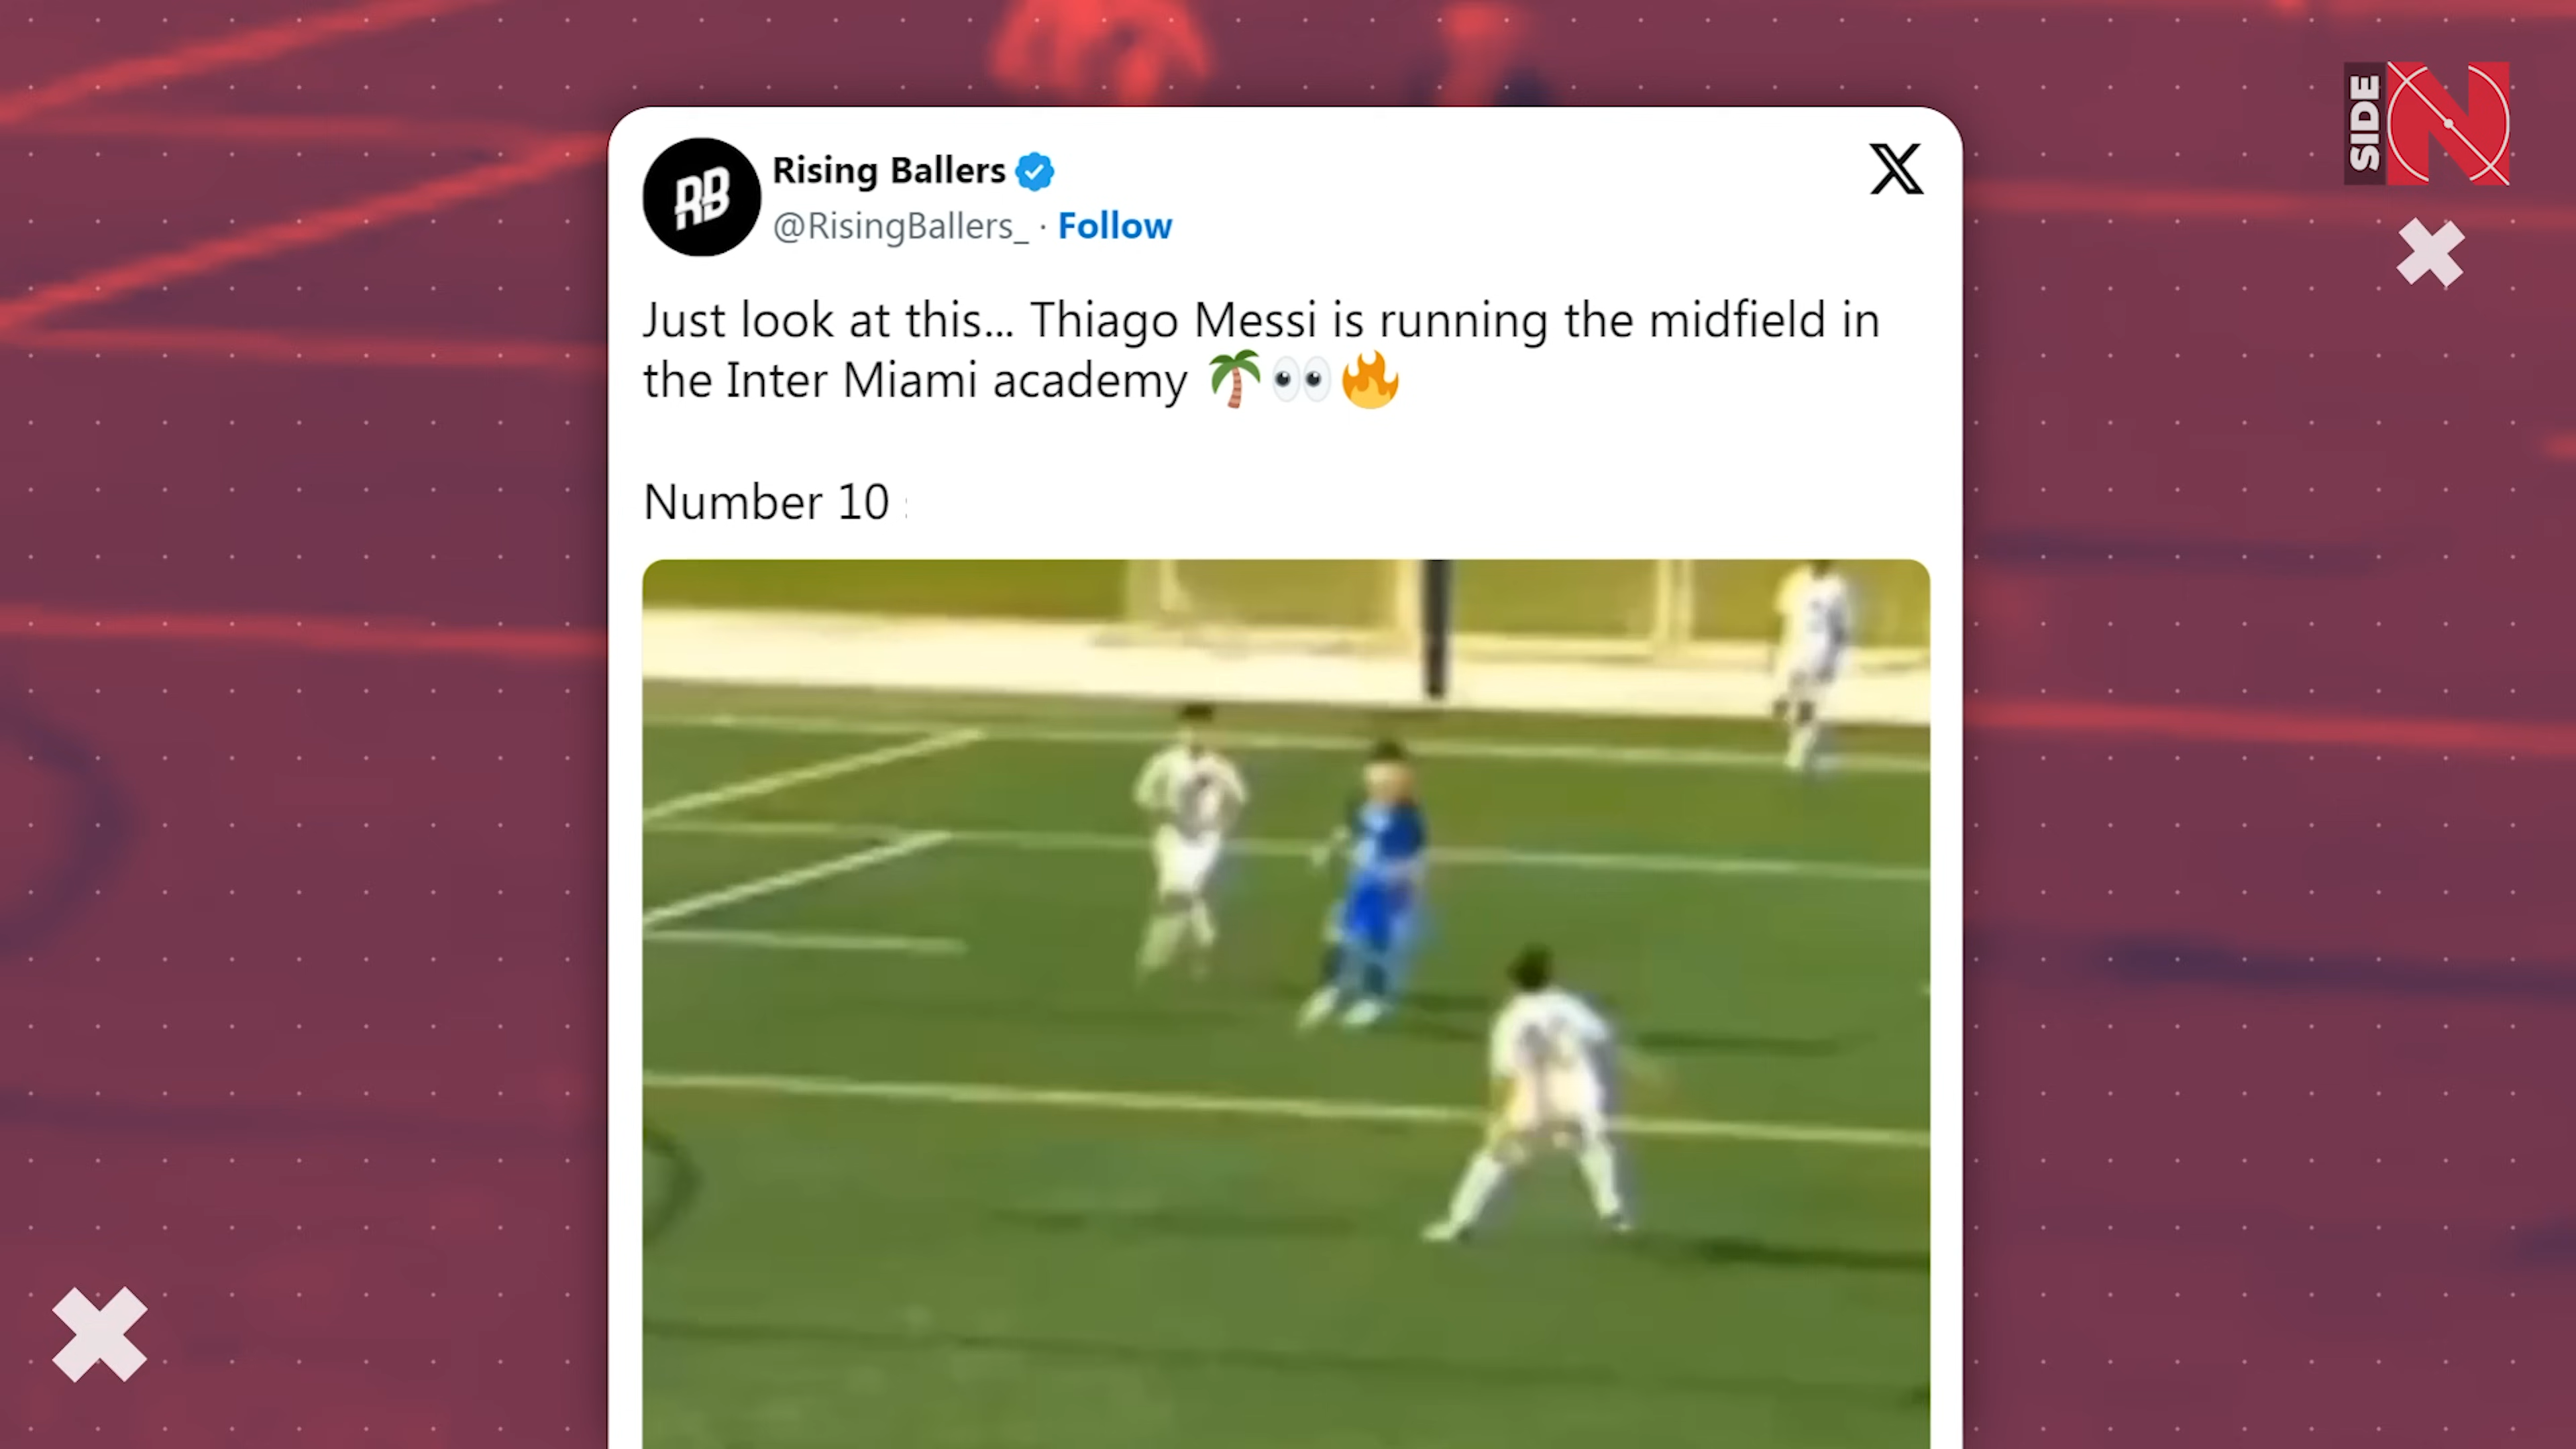 SIDE N
RB
Rising Ballers
@RisingBallers_ · Follow
Just look at this... Thiago Messi is running the midfield in
the Inter Miami academy 🌴👀🔥
Number 10